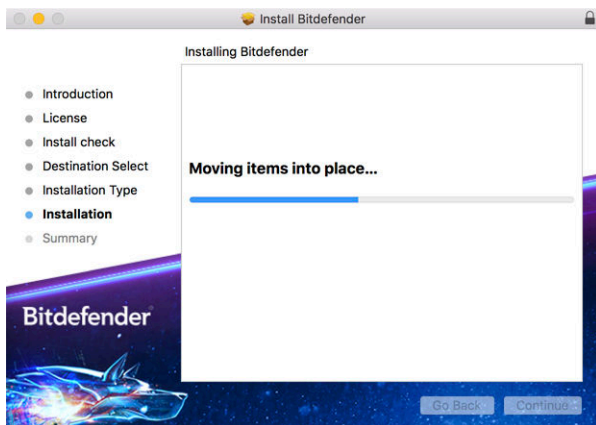 Install Bitdefender
Installing Bitdefender
Introduction
License
Install check
Destination Select
Installation Type
Installation
Summary
Moving items into place...
Bitdefender
Go Back
Continue